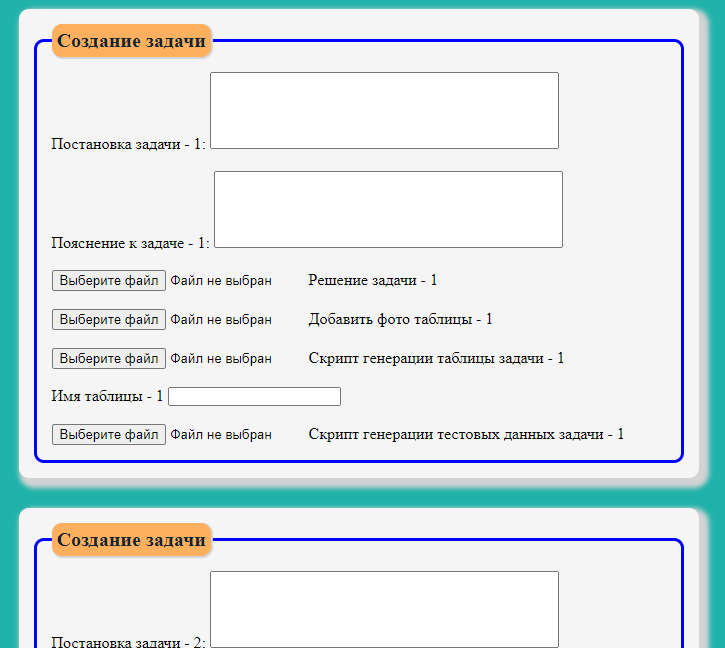 Создание задачи
Постановка задачи - 1:
Пояснение к задаче - 1:
Выберите файл Файл не выбран Решение задачи - 1
Выберите файл Файл не выбран Добавить фото таблицы - 1
Выберите файл Файл не выбран Скрипт генерации таблицы задачи - 1
Имя таблицы - 1
Выберите файл Файл не выбран Скрипт генерации тестовых данных задачи - 1
Создание задачи
Постановка задачи - 2: